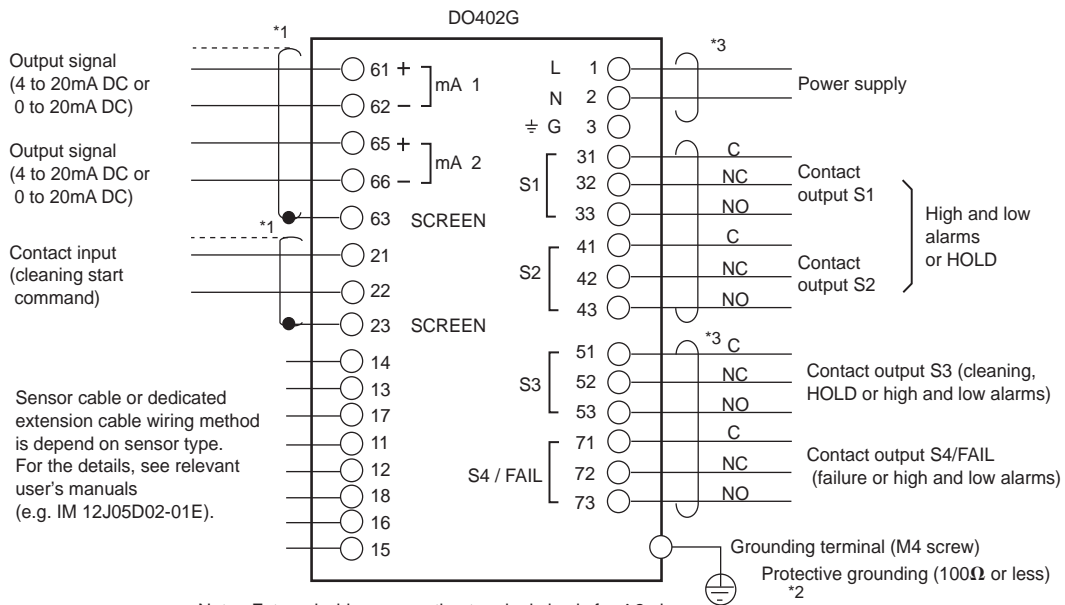 DO402G
*1
Output signal
(4 to 20mA DC or
0 to 20mA DC)
61 +
62 −
mA 1
Output signal
(4 to 20mA DC or
0 to 20mA DC)
65 +
66 −
mA 2
63 SCREEN
*1
Contact input
(cleaning start
command)
21
22
23 SCREEN
14
13
17
11
12
18
16
15
Sensor cable or dedicated
extension cable wiring method
is depend on sensor type.
For the details, see relevant
user's manuals
(e.g. IM 12J05D02-01E).
L 1
N 2
G 3
*3
Power supply
S1
31 C
32 NC
33 NO
Contact
output S1
S2
41 C
42 NC
43 NO
Contact
output S2
High and low
alarms
or HOLD
*3
S3
51 C
52 NC
53 NO
Contact output S3 (cleaning,
HOLD or high and low alarms)
S4 / FAIL
71 C
72 NC
73 NO
Contact output S4/FAIL
(failure or high and low alarms)
Grounding terminal (M4 screw)
Protective grounding (100Ω or less)
*2